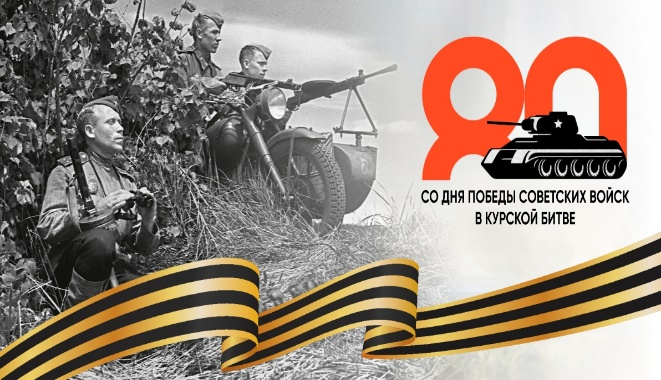 80
СО ДНЯ ПОБЕДЫ СОВЕТСКИХ ВОЙСК
В КУРСКОЙ БИТВЕ